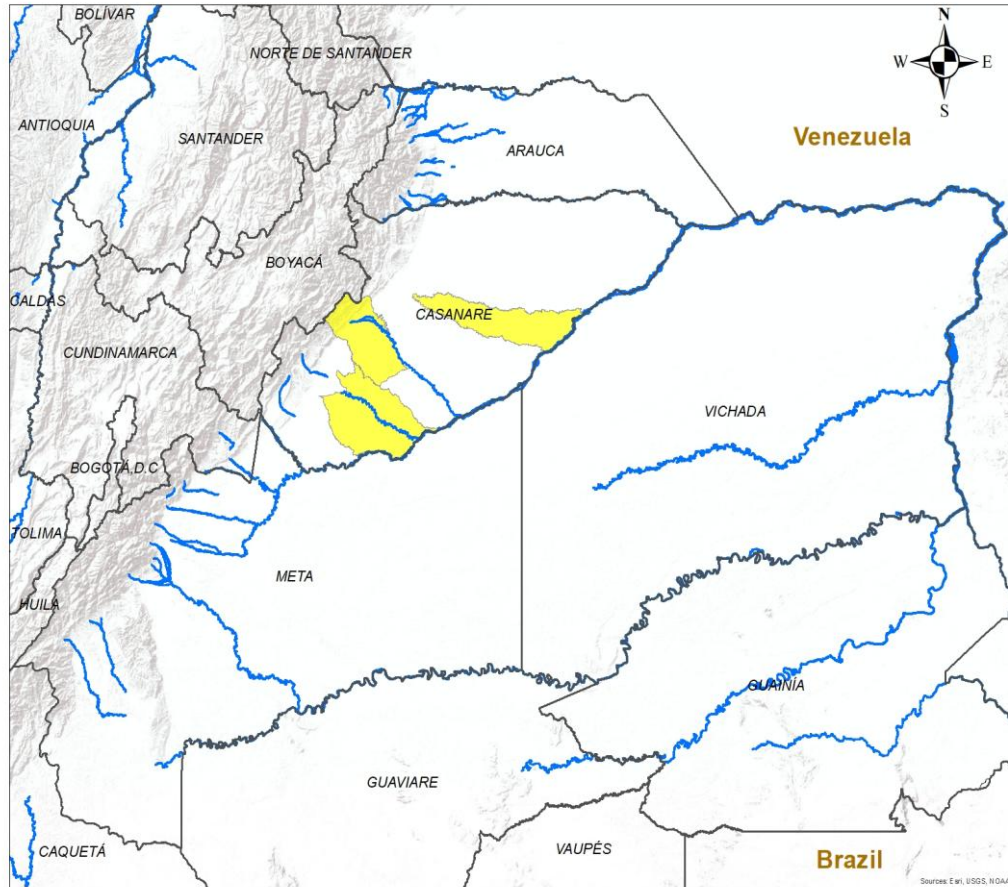 BOLÍVAR
N
NORTE DE SANTANDER
W E
S
ANTIOQUIA
SANTANDER
ARAUCA
Venezuela
BOYACÁ
CALDAS
CASANARE
CUNDINAMARCA
VICHADA
BOGOTÁ,D.C
TOLIMA
META
HUILA
GUAINÍA
GUAVIARE
CAQUETÁ
VAUPÉS
Brazil
Sources: Esri, USGS, NOAA